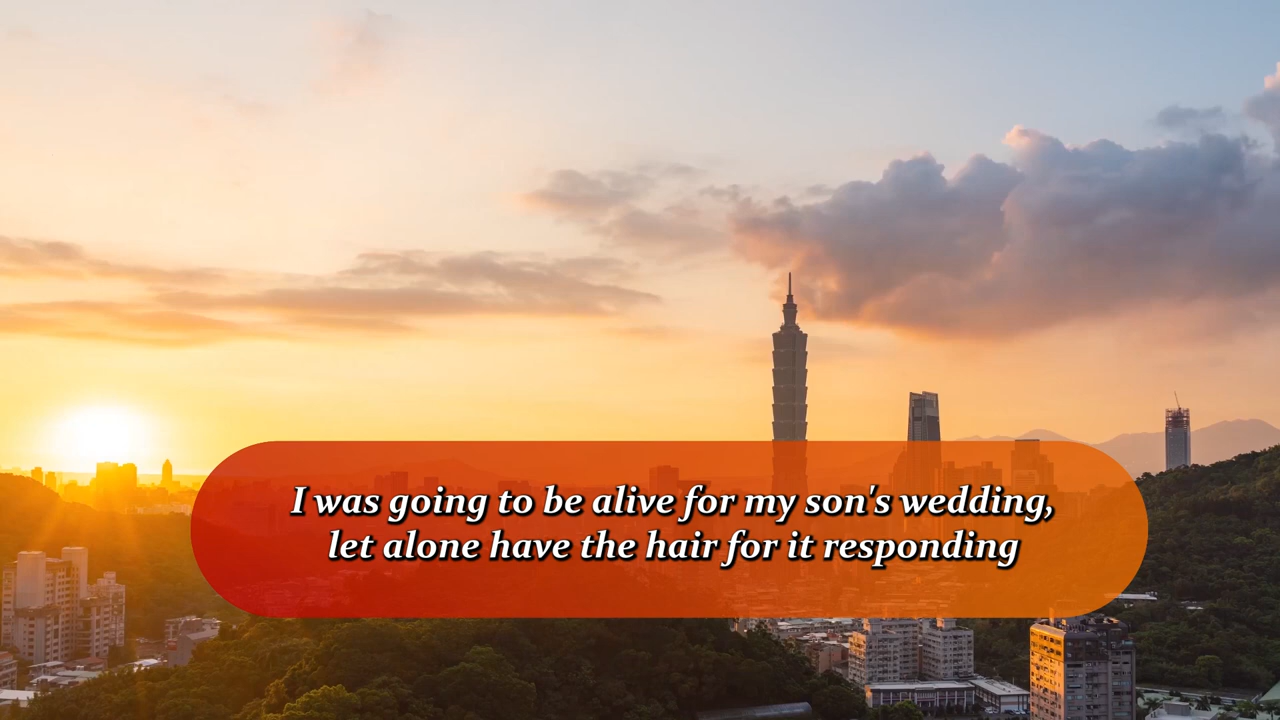 I was going to be alive for my son's wedding,
let alone have the hair for it responding